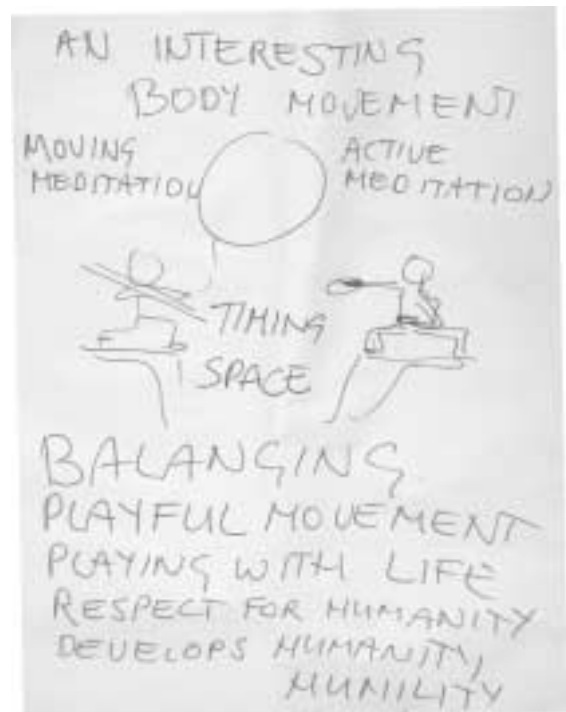 AN INTERESTING
BODY MOVEMENT
MOVING
MEDITATION
ACTIVE
MEDITATION
TIMING
SPACE
BALANGING
PLAYFUL MOVEMENT
PLAYING WITH LIFE
RESPECT FOR HUMANITY
DEVELOPS HUMANITY,
HUMILITY